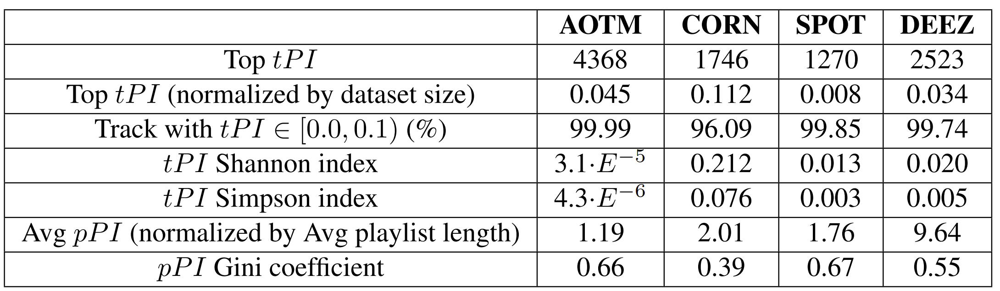 AOTM CORN SPOT DEEZ
Top tPI 4368 1746 1270 2523
Top tPI (normalized by dataset size) 0.045 0.112 0.008 0.034
Track with tPI ∈ [0.0, 0.1) (%) 99.99 96.09 99.85 99.74
tPI Shannon index 3.1·E⁻⁵ 0.212 0.013 0.020
tPI Simpson index 4.3·E⁻⁶ 0.076 0.003 0.005
Avg pPI (normalized by Avg playlist length) 1.19 2.01 1.76 9.64
pPI Gini coefficient 0.66 0.39 0.67 0.55